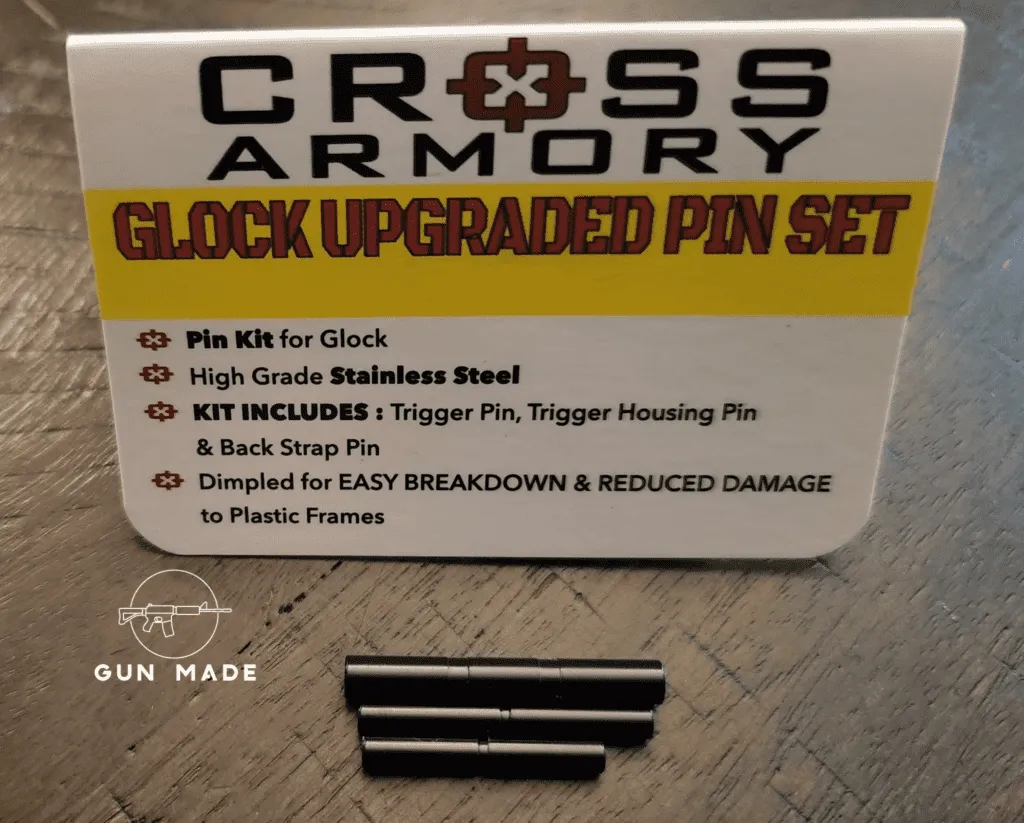 CROSS
ARMORY
GLOCK UPGRADED PIN SET
Pin Kit for Glock
High Grade Stainless Steel
KIT INCLUDES : Trigger Pin, Trigger Housing Pin
& Back Strap Pin
Dimpled for EASY BREAKDOWN & REDUCED DAMAGE
to Plastic Frames
GUN MADE